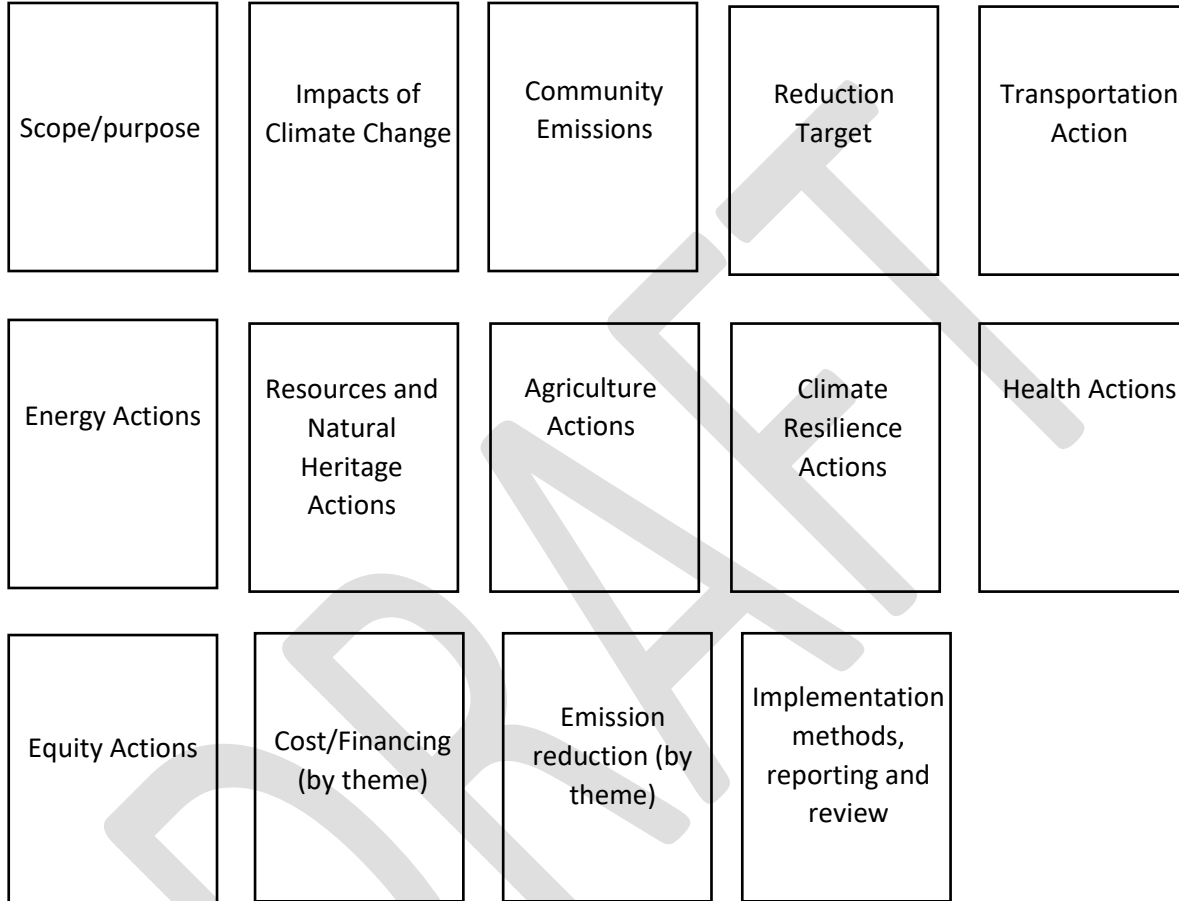 Scope/purpose
Impacts of
Climate Change
Community
Emissions
Reduction
Target
Transportation
Action
Energy Actions
Resources and
Natural
Heritage
Actions
Agriculture
Actions
Climate
Resilience
Actions
Health Actions
Equity Actions
Cost/Financing
(by theme)
Emission
reduction (by
theme)
Implementation
methods,
reporting and
review
DRAFT